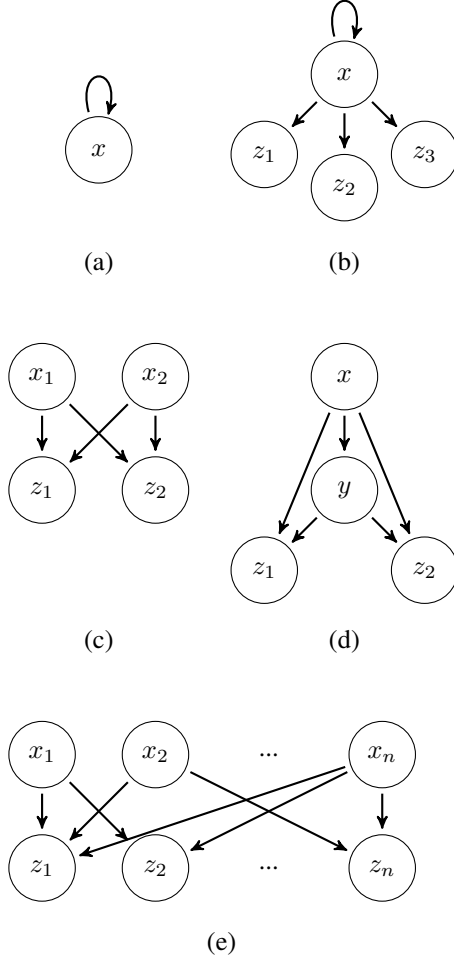 x
x
z₁ z₂ z₃
(a) (b)
x₁ x₂ x
z₁ z₂ y
z₁ z₂
(c) (d)
x₁ x₂ ... xₙ
z₁ z₂ ... zₙ
(e)